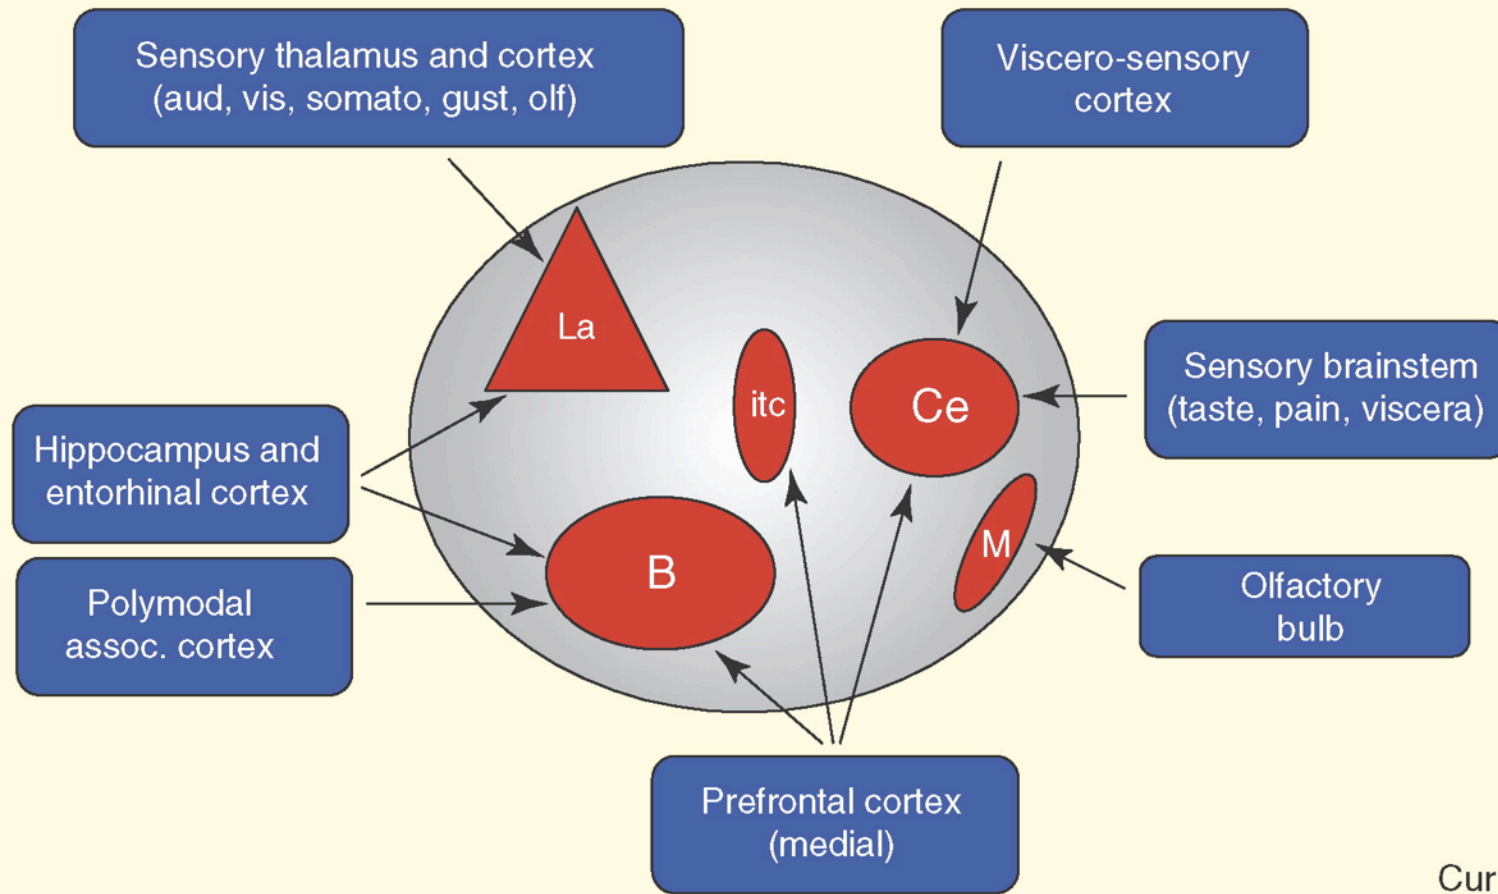 Sensory thalamus and cortex
(aud, vis, somato, gust, olf)
Viscero-sensory
cortex
La
itc
Ce
Sensory brainstem
(taste, pain, viscera)
Hippocampus and
entorhinal cortex
B
M
Polymodal
assoc. cortex
Olfactory
bulb
Prefrontal cortex
(medial)
Cur